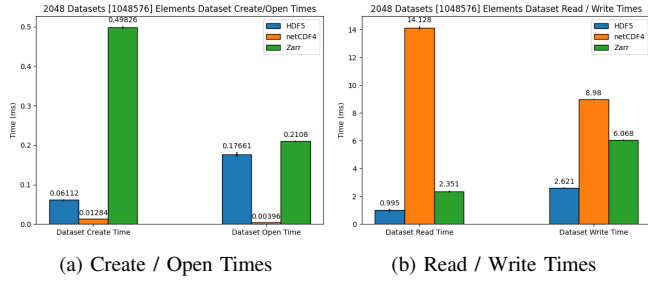 2048 Datasets [1048576] Elements Dataset Create/Open Times
0.49826
HDF5
netCDF4
Zarr
0.5
0.4
0.3
0.2
0.1
0.0
Time (ms)
0.06112
0.01284
0.17661
0.00396
0.2108
Dataset Create Time
Dataset Open Time
(a) Create / Open Times
2048 Datasets [1048576] Elements Dataset Read / Write Times
14.128
HDF5
netCDF4
Zarr
14
12
10
8
6
4
2
0
Time (ms)
0.995
2.351
2.621
8.98
6.068
Dataset Read Time
Dataset Write Time
(b) Read / Write Times